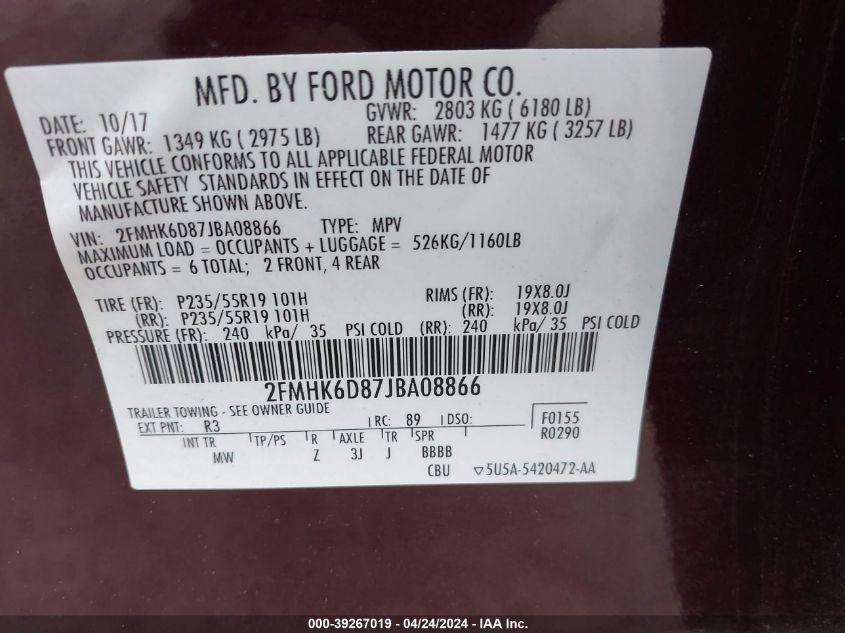 MFD. BY FORD MOTOR CO.
DATE: 10/17 GVWR: 2803 KG ( 6180 LB)
FRONT GAWR: 1349 KG ( 2975 LB) REAR GAWR: 1477 KG ( 3257 LB)
THIS VEHICLE CONFORMS TO ALL APPLICABLE FEDERAL MOTOR
VEHICLE SAFETY STANDARDS IN EFFECT ON THE DATE OF
MANUFACTURE SHOWN ABOVE.
VIN: 2FMHK6D87JBA08866 TYPE: MPV
MAXIMUM LOAD = OCCUPANTS + LUGGAGE = 526KG/1160LB
OCCUPANTS = 6 TOTAL; 2 FRONT, 4 REAR
TIRE (FR): P235/55R19 101H RIMS (FR): 19X8.0J
(RR): P235/55R19 101H (RR): 19X8.0J
PRESSURE (FR): 240 kPa/ 35 PSI COLD (RR): 240 kPa/ 35 PSI COLD
2FMHK6D87JBA08866
TRAILER TOWING - SEE OWNER GUIDE
EXT PNT: R3 RC: 89 DSO: F0155
INT TR TP/PS R AXLE TR SPR R0290
MW Z 3J J BBBB
CBU 5U5A-5420472-AA
000-39267019 - 04/24/2024 - IAA Inc.